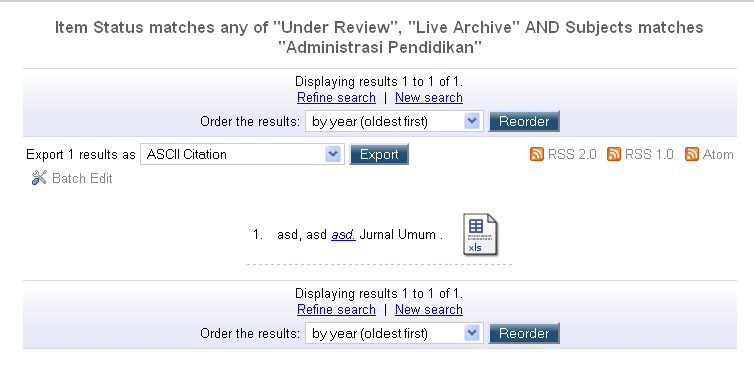 Item Status matches any of "Under Review", "Live Archive" AND Subjects matches
"Administrasi Pendidikan"
Displaying results 1 to 1 of 1.
Refine search | New search
Order the results: by year (oldest first) Reorder
Export 1 results as ASCII Citation Export RSS 2.0 RSS 1.0 Atom
Batch Edit
1. asd, asd asd. Jurnal Umum .
xls
Displaying results 1 to 1 of 1.
Refine search | New search
Order the results: by year (oldest first) Reorder